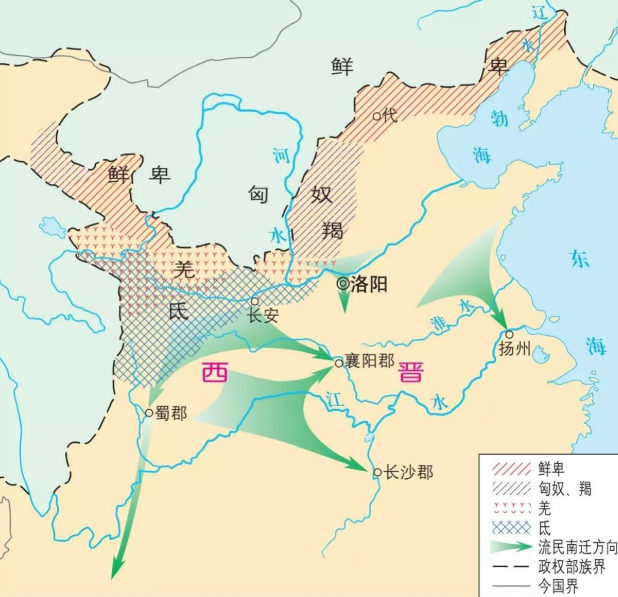 辽
水
鲜 卑
代
勃
海
河
水
鲜 卑
匈 奴
羯
羌
氐
洛阳
长安
东
海
淮 水
扬州
襄阳郡
西 晋
江 水
蜀郡
长沙郡
鲜卑
匈奴、羯
羌
氐
流民南迁方向
政权部族界
今国界